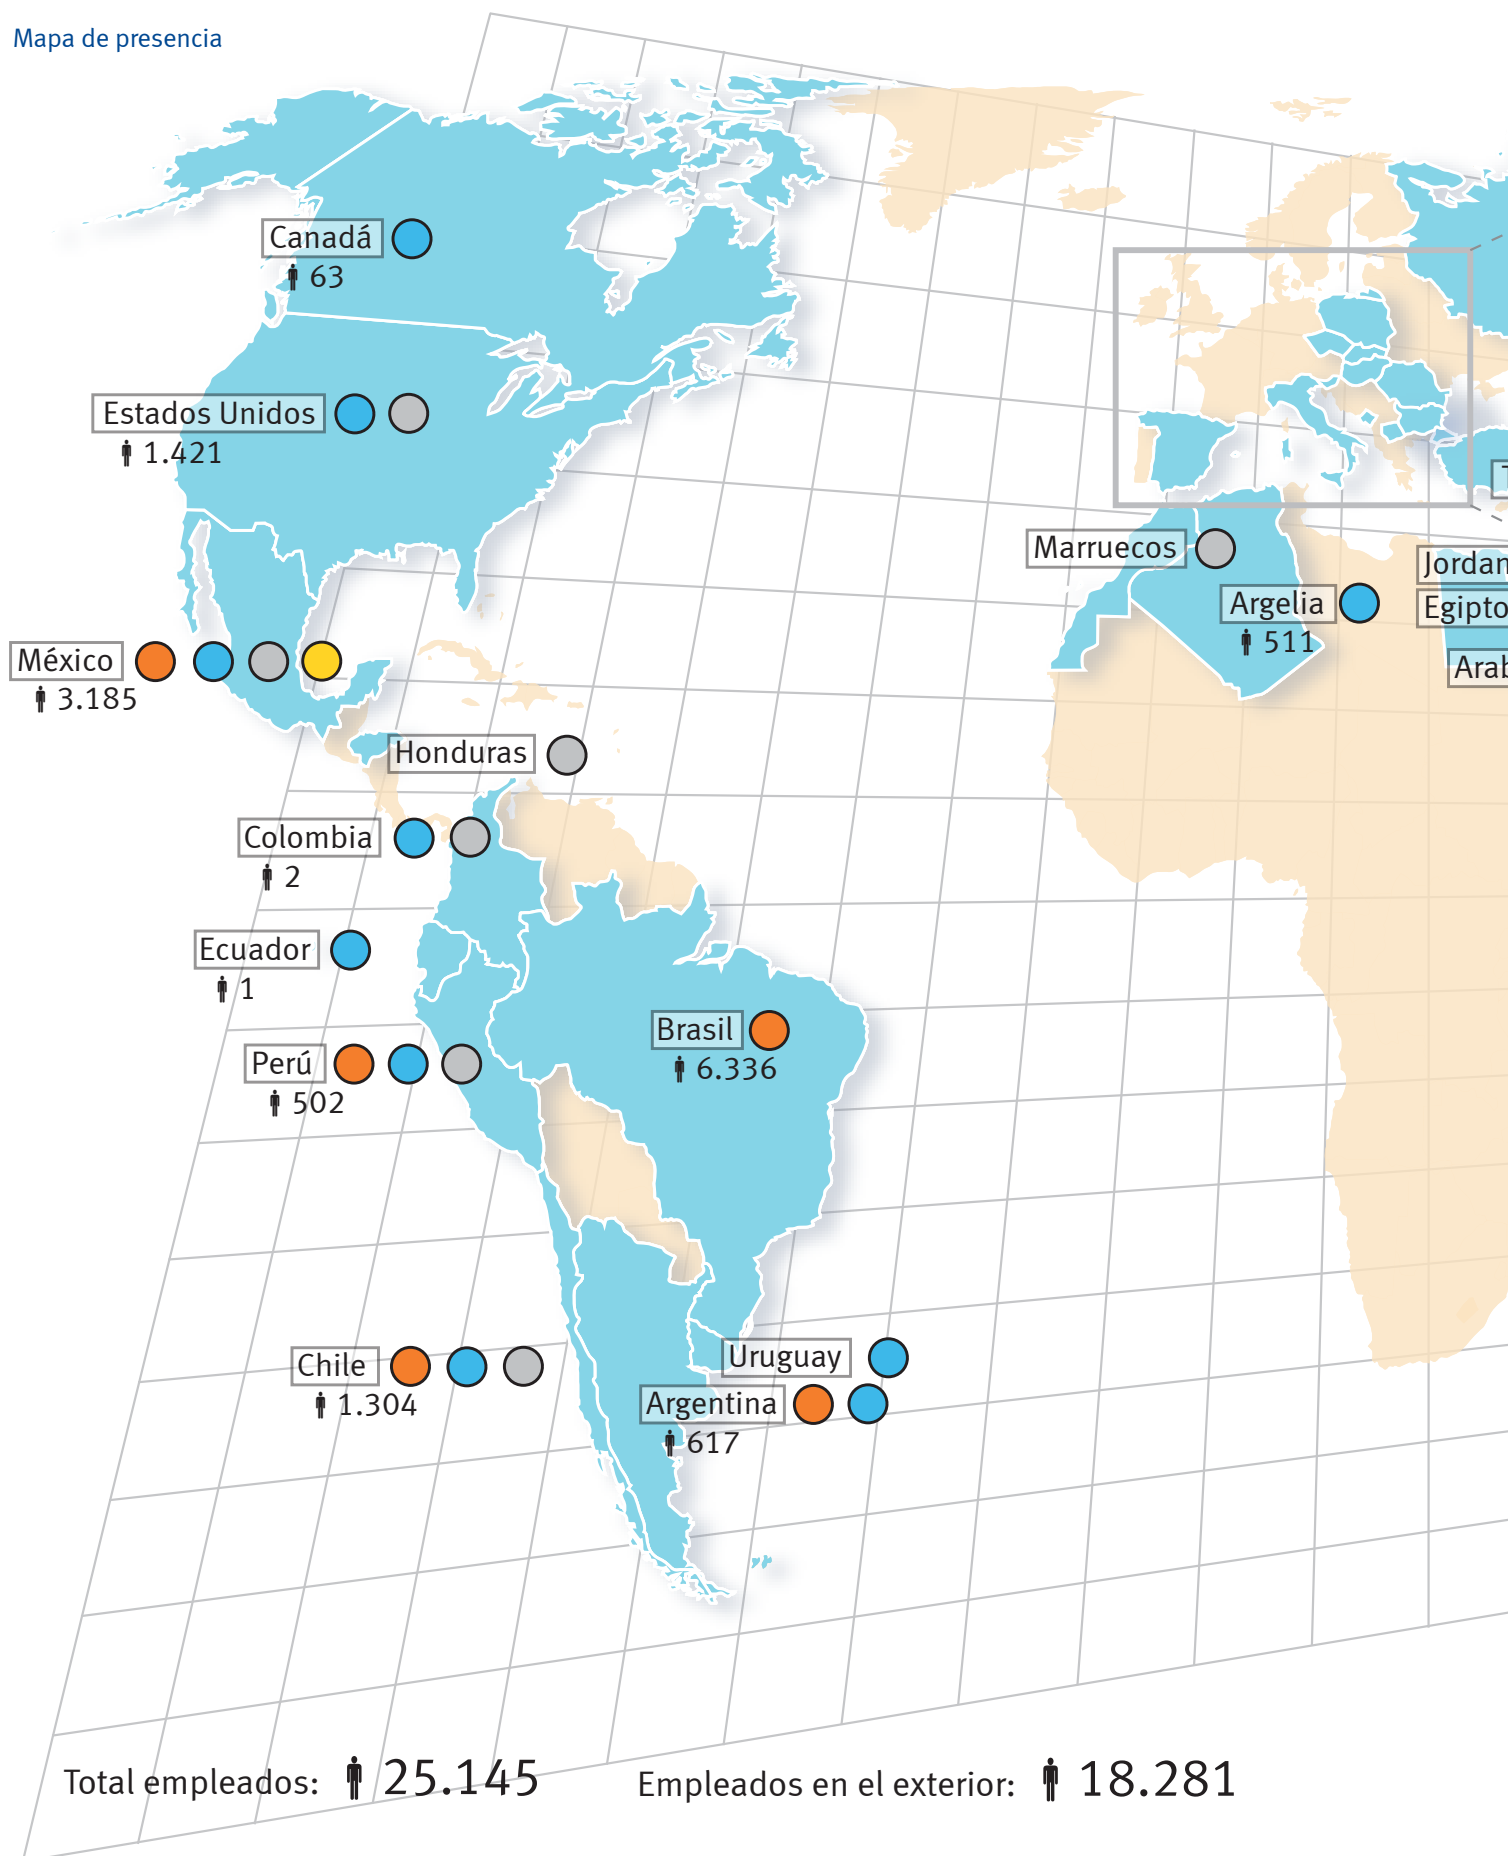 Mapa de presencia
Canadá
63
Estados Unidos
1.421
Marruecos
Jordan
Argelia
Egipto
511
México
3.185
Arab
Honduras
Colombia
2
Ecuador
1
Brasil
6.336
Perú
502
Uruguay
Chile
1.304
Argentina
617
Total empleados: 25.145
Empleados en el exterior: 18.281